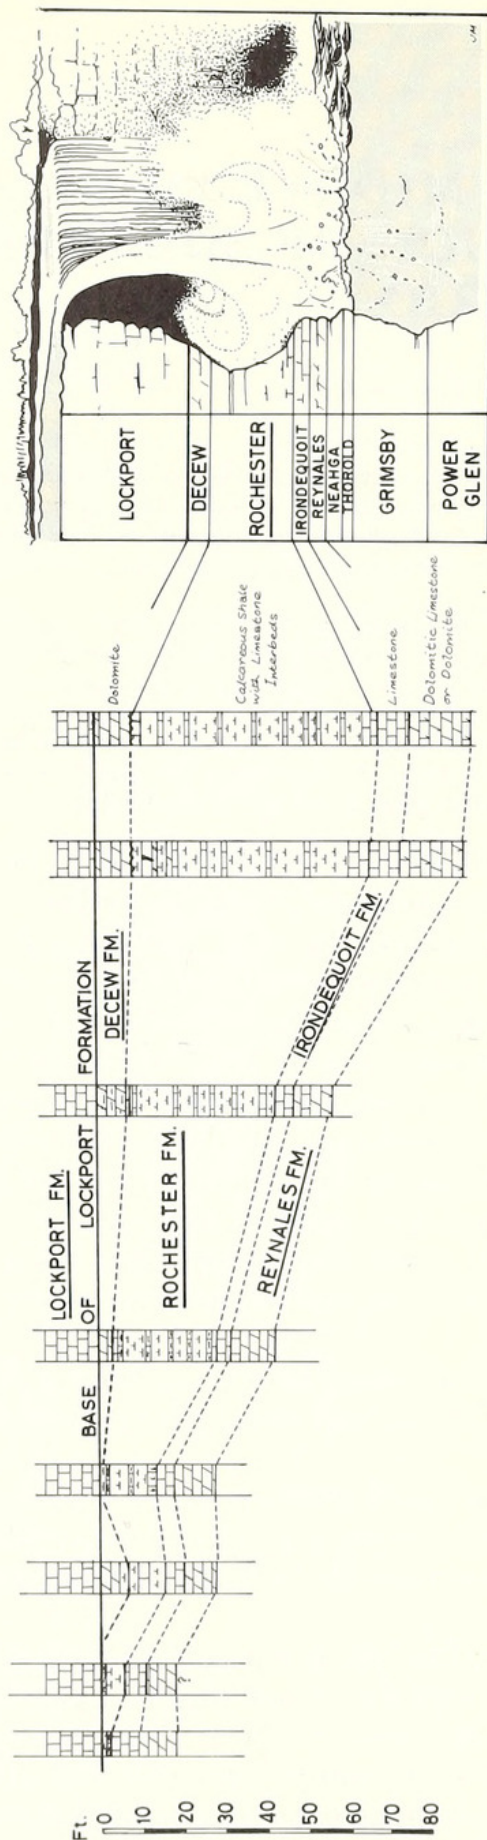 Ft.
0
10
20
30
40
50
60
70
80
?
BASE OF LOCKPORT FORMATION
LOCKPORT FM.
DECEW FM.
ROCHESTER FM.
IRONDEQUOIT FM.
REYNALES FM.
Dolomite
Calcareous Shale
with Limestone
Interbeds
Limestone
Dolomitic Limestone
or Dolomite
LOCKPORT
DECEW
ROCHESTER
IRONDEQUOIT
REYNALES
NEAHGA
THOROLD
GRIMSBY
POWER
GLEN
JM